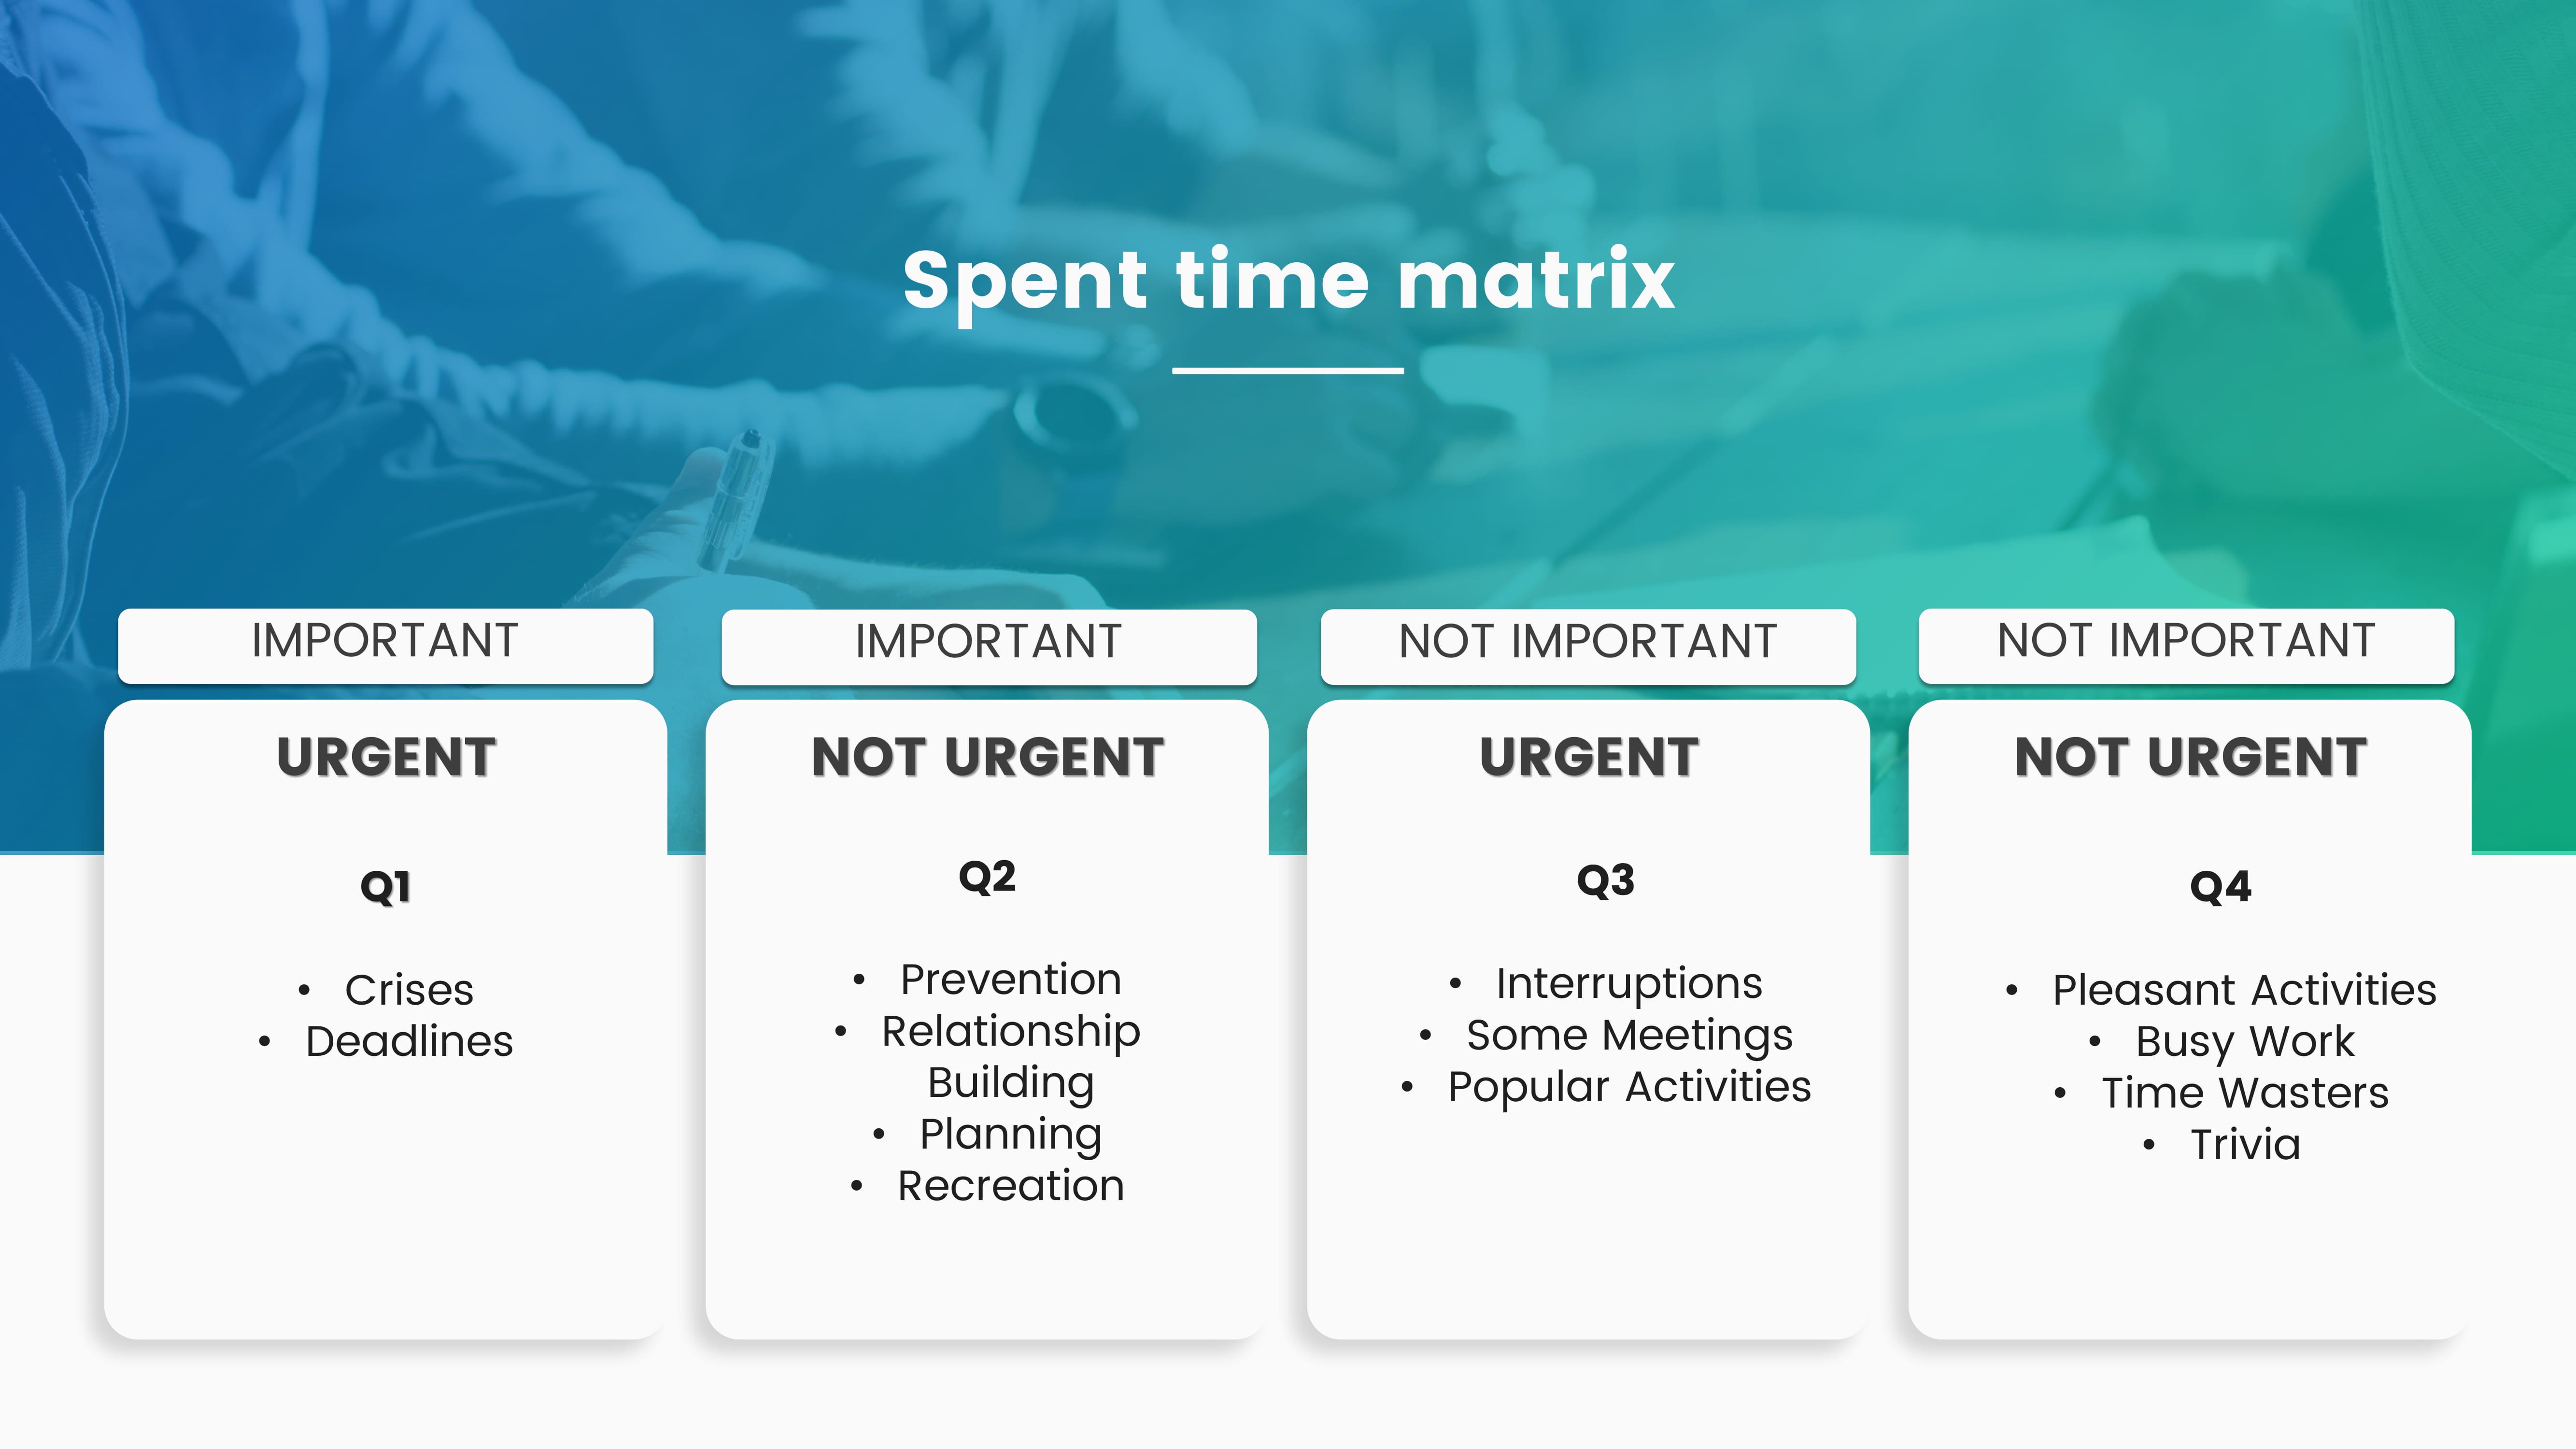 Spent time matrix
IMPORTANT
URGENT
Q1
• Crises
• Deadlines
IMPORTANT
NOT URGENT
Q2
• Prevention
• Relationship
Building
• Planning
• Recreation
NOT IMPORTANT
URGENT
Q3
• Interruptions
• Some Meetings
• Popular Activities
NOT IMPORTANT
NOT URGENT
Q4
• Pleasant Activities
• Busy Work
• Time Wasters
• Trivia